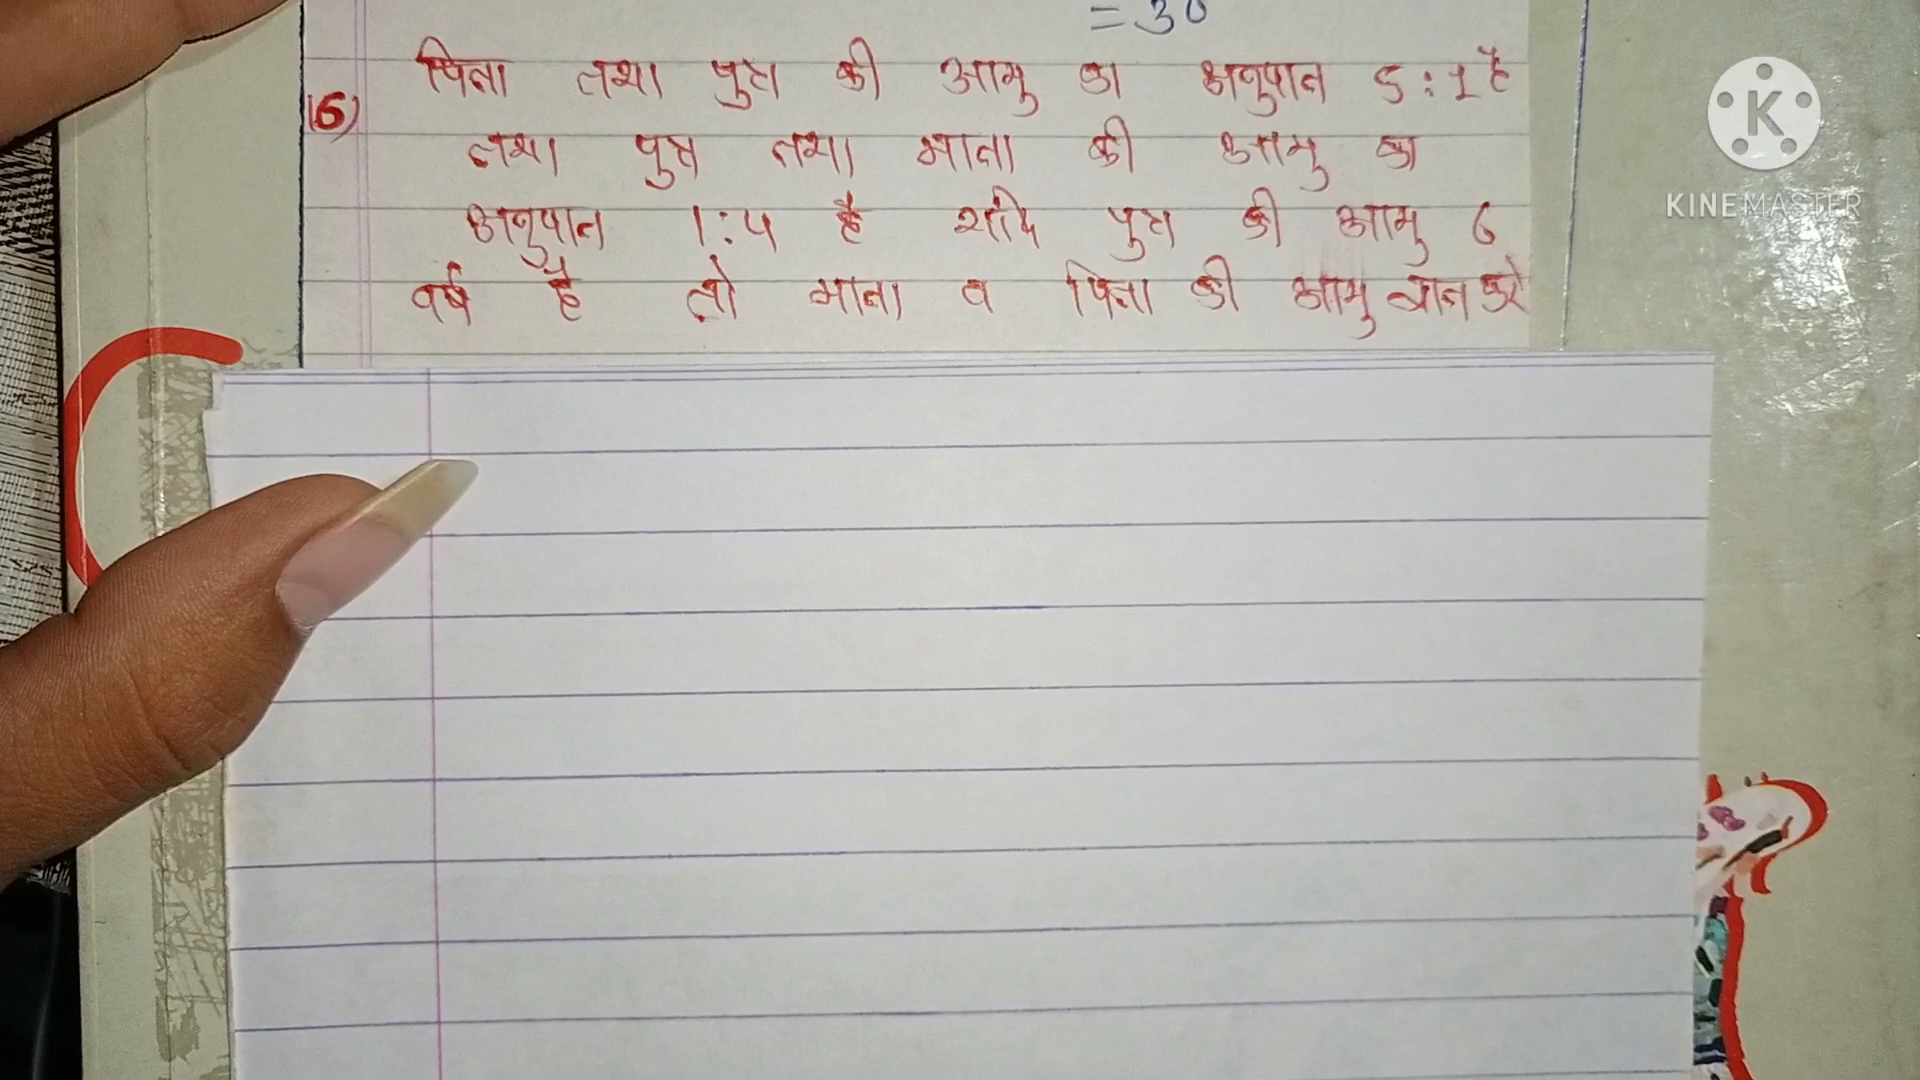 = 30
16) पिता तथा पुत्र की आयु का अनुपात 5 : 1 है
तथा पुत्र तथा माता की आयु का
अनुपात 1 : 4 है यदि पुत्र की आयु 6
वर्ष है तो माता व पिता की आयु ज्ञात करे
K
KINEMASTER